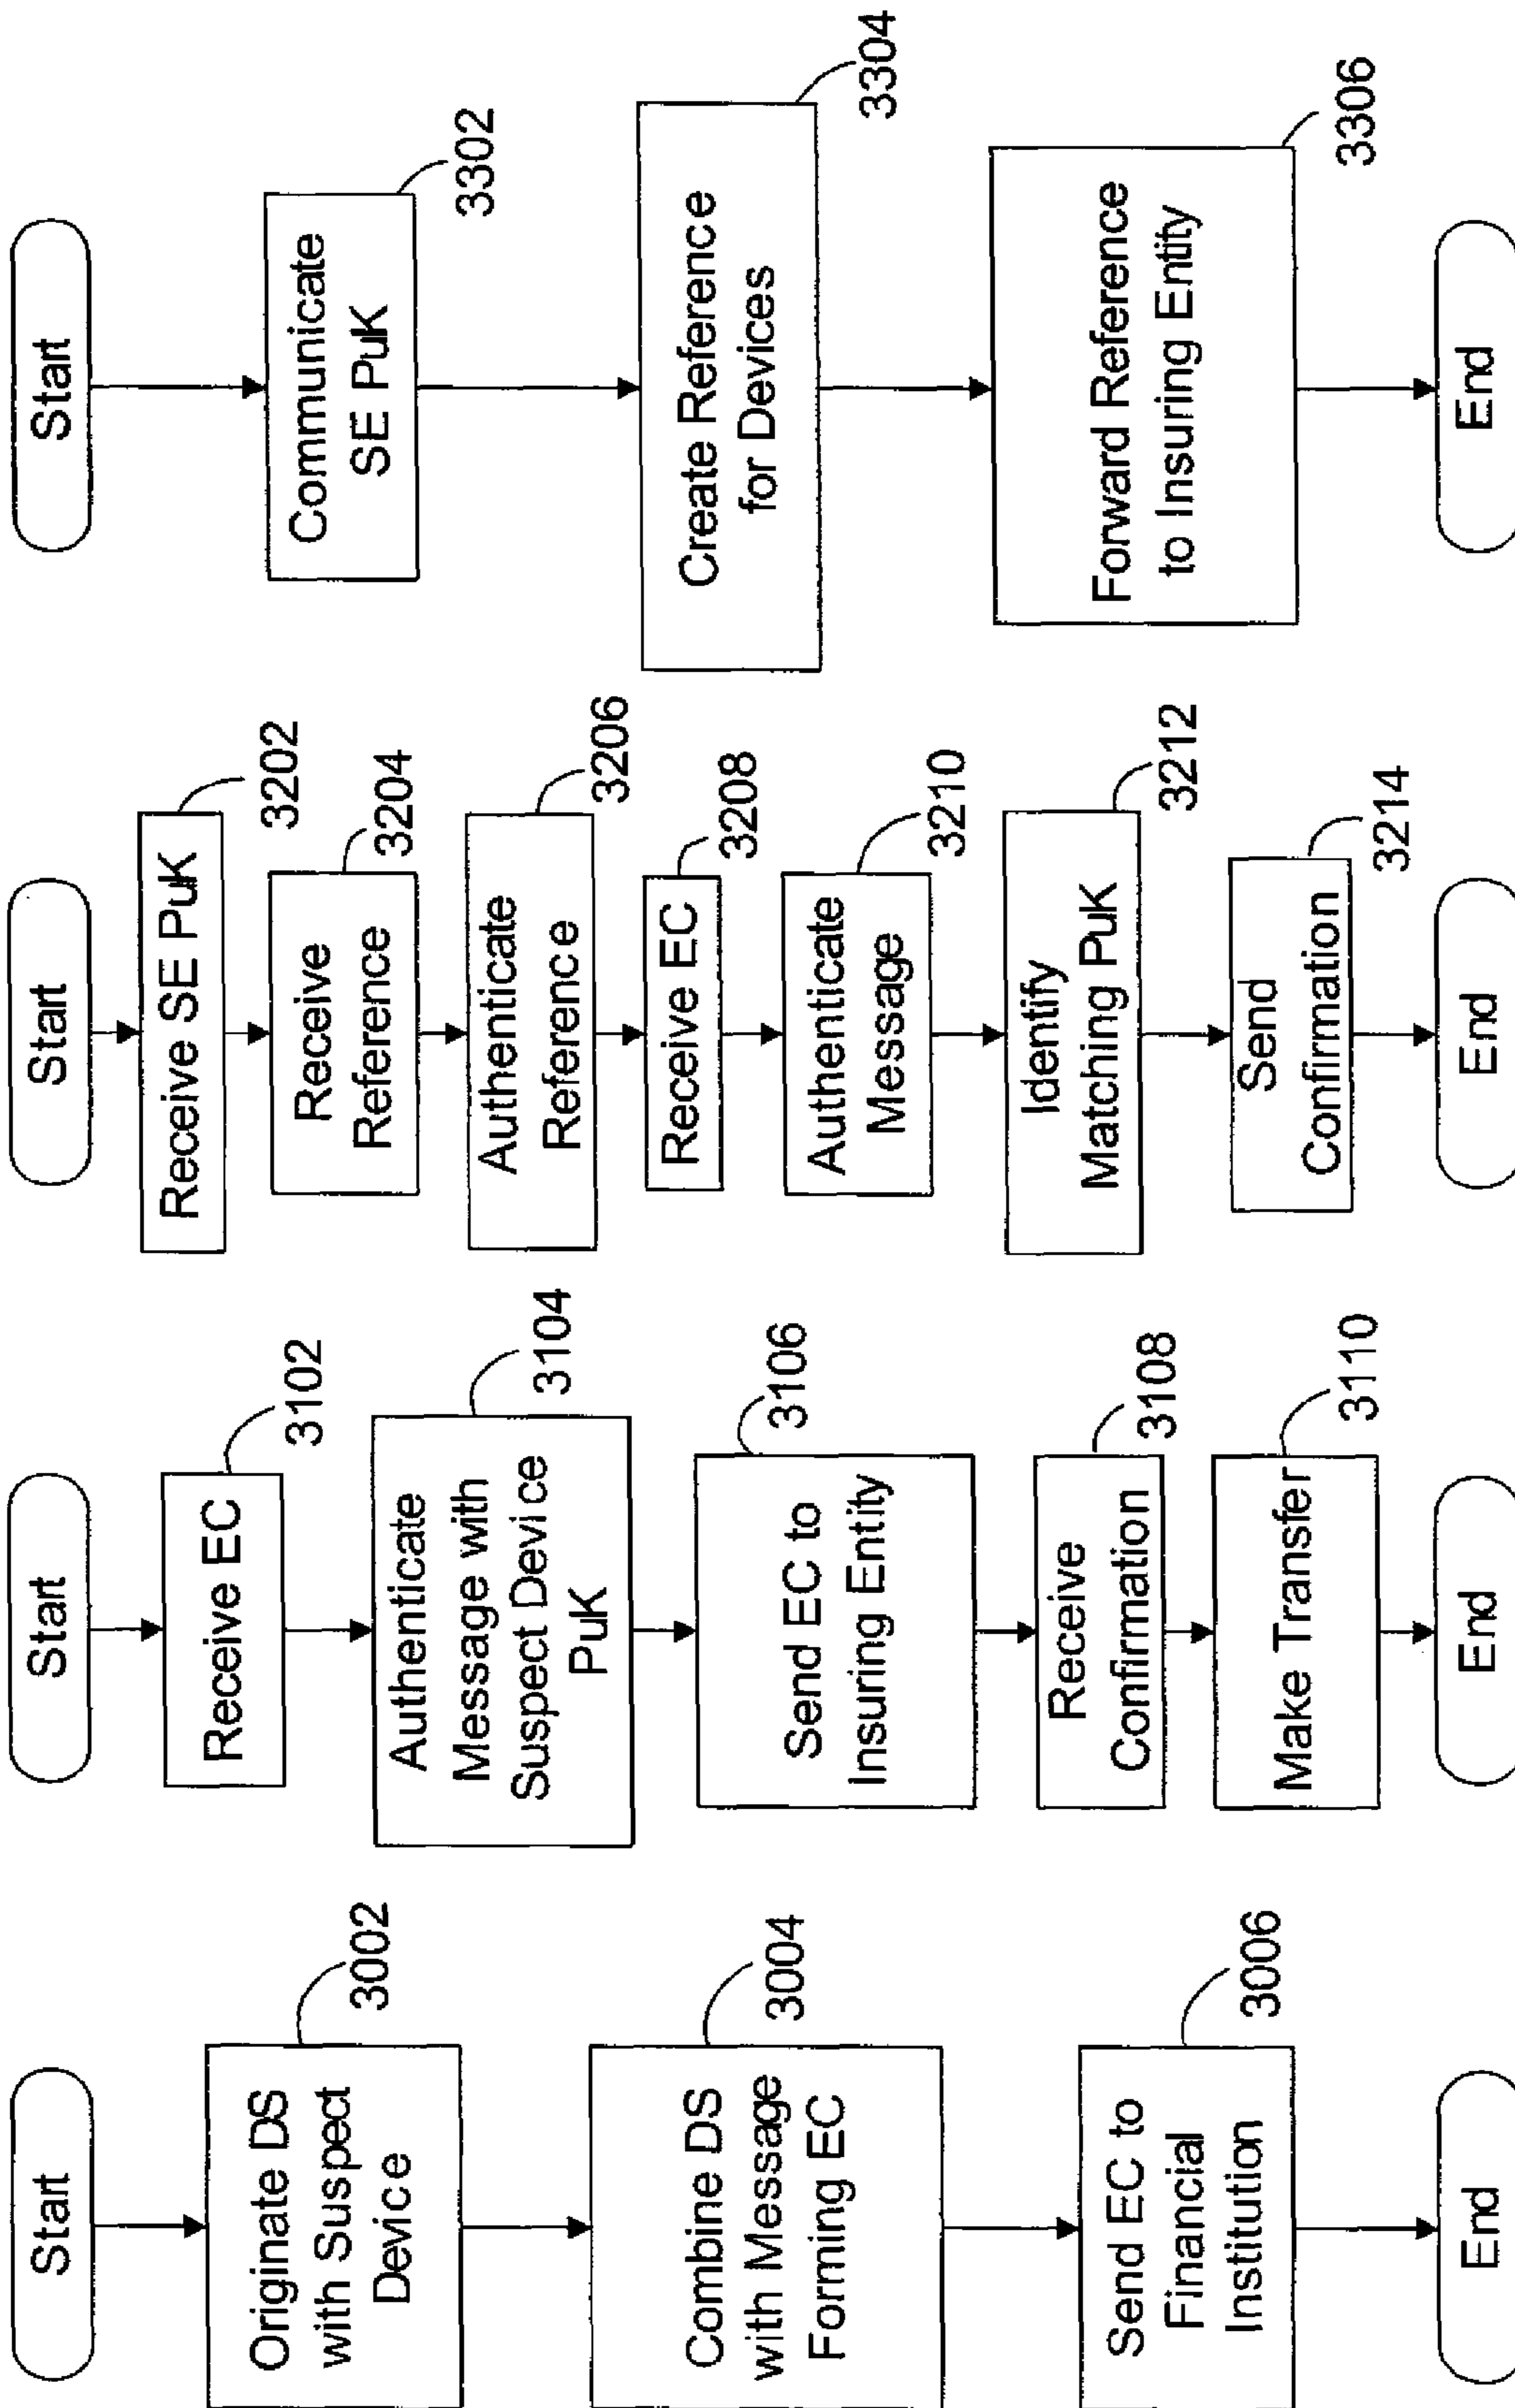 Start
Originate DS
with Suspect
Device
3002
Combine DS
with Message
Forming EC
3004
Send EC to
Financial
Institution
3006
End
Start
Receive EC
3102
Authenticate
Message with
Suspect Device
PuK
3104
Send EC to
Insuring Entity
3106
Receive
Confirmation
3108
Make Transfer
3110
End
Start
Receive SE PuK
3202
Receive
Reference
3204
Authenticate
Reference
3206
Receive EC
3208
Authenticate
Message
3210
Identify
Matching PuK
3212
Send
Confirmation
3214
End
Start
Communicate
SE PuK
3302
Create Reference
for Devices
3304
Forward Reference
to Insuring Entity
3306
End